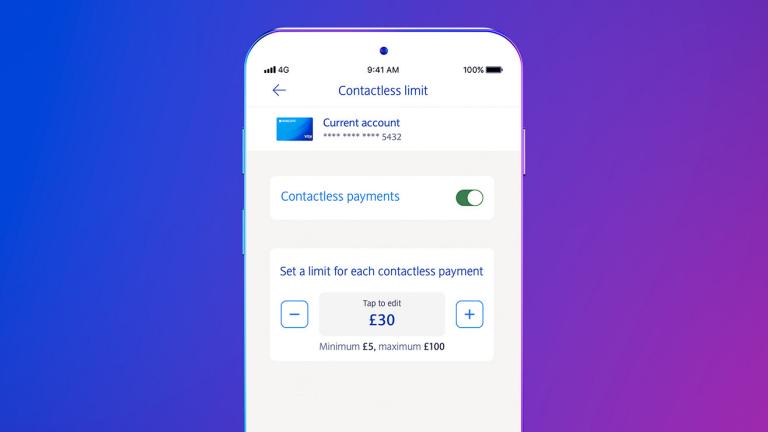 4G 9:41 AM 100%
Contactless limit
Current account
**** **** **** 5432
Contactless payments
Set a limit for each contactless payment
Tap to edit
£30
Minimum £5, maximum £100